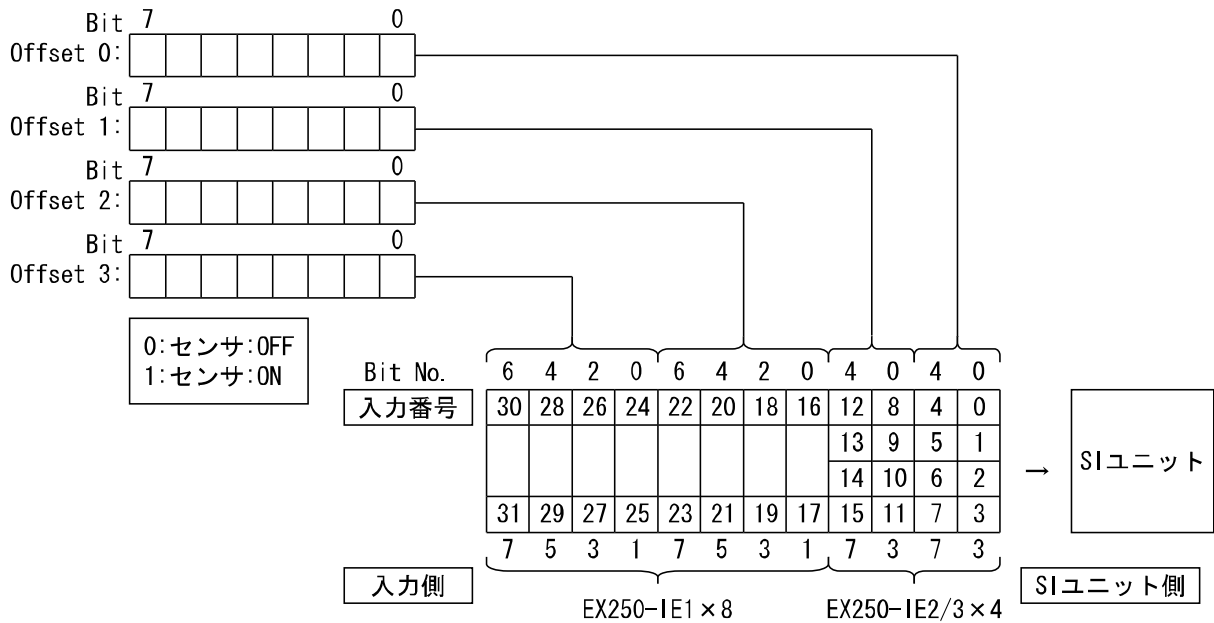 Bit 7 0
Offset 0:
Bit 7 0
Offset 1:
Bit 7 0
Offset 2:
Bit 7 0
Offset 3:
0:センサ:OFF
1:センサ:ON
Bit No. 6 4 2 0 6 4 2 0 4 0 4 0
入力番号 30 28 26 24 22 20 18 16 12 8 4 0
13 9 5 1
14 10 6 2
→ SIユニット
31 29 27 25 23 21 19 17 15 11 7 3
7 5 3 1 7 5 3 1 7 3 7 3
入力側 SIユニット側
EX250-IE1×8 EX250-IE2/3×4